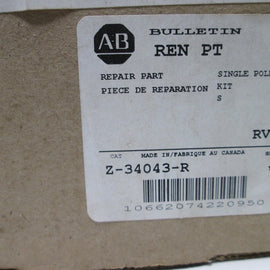 AB
BULLETIN
REN PT
REPAIR PART SINGLE POL
PIECE DE REPARATION KIT
S
RV
CAT MADE IN/FABRIQUE AU CANADA
Z-34043-R
10662074220950